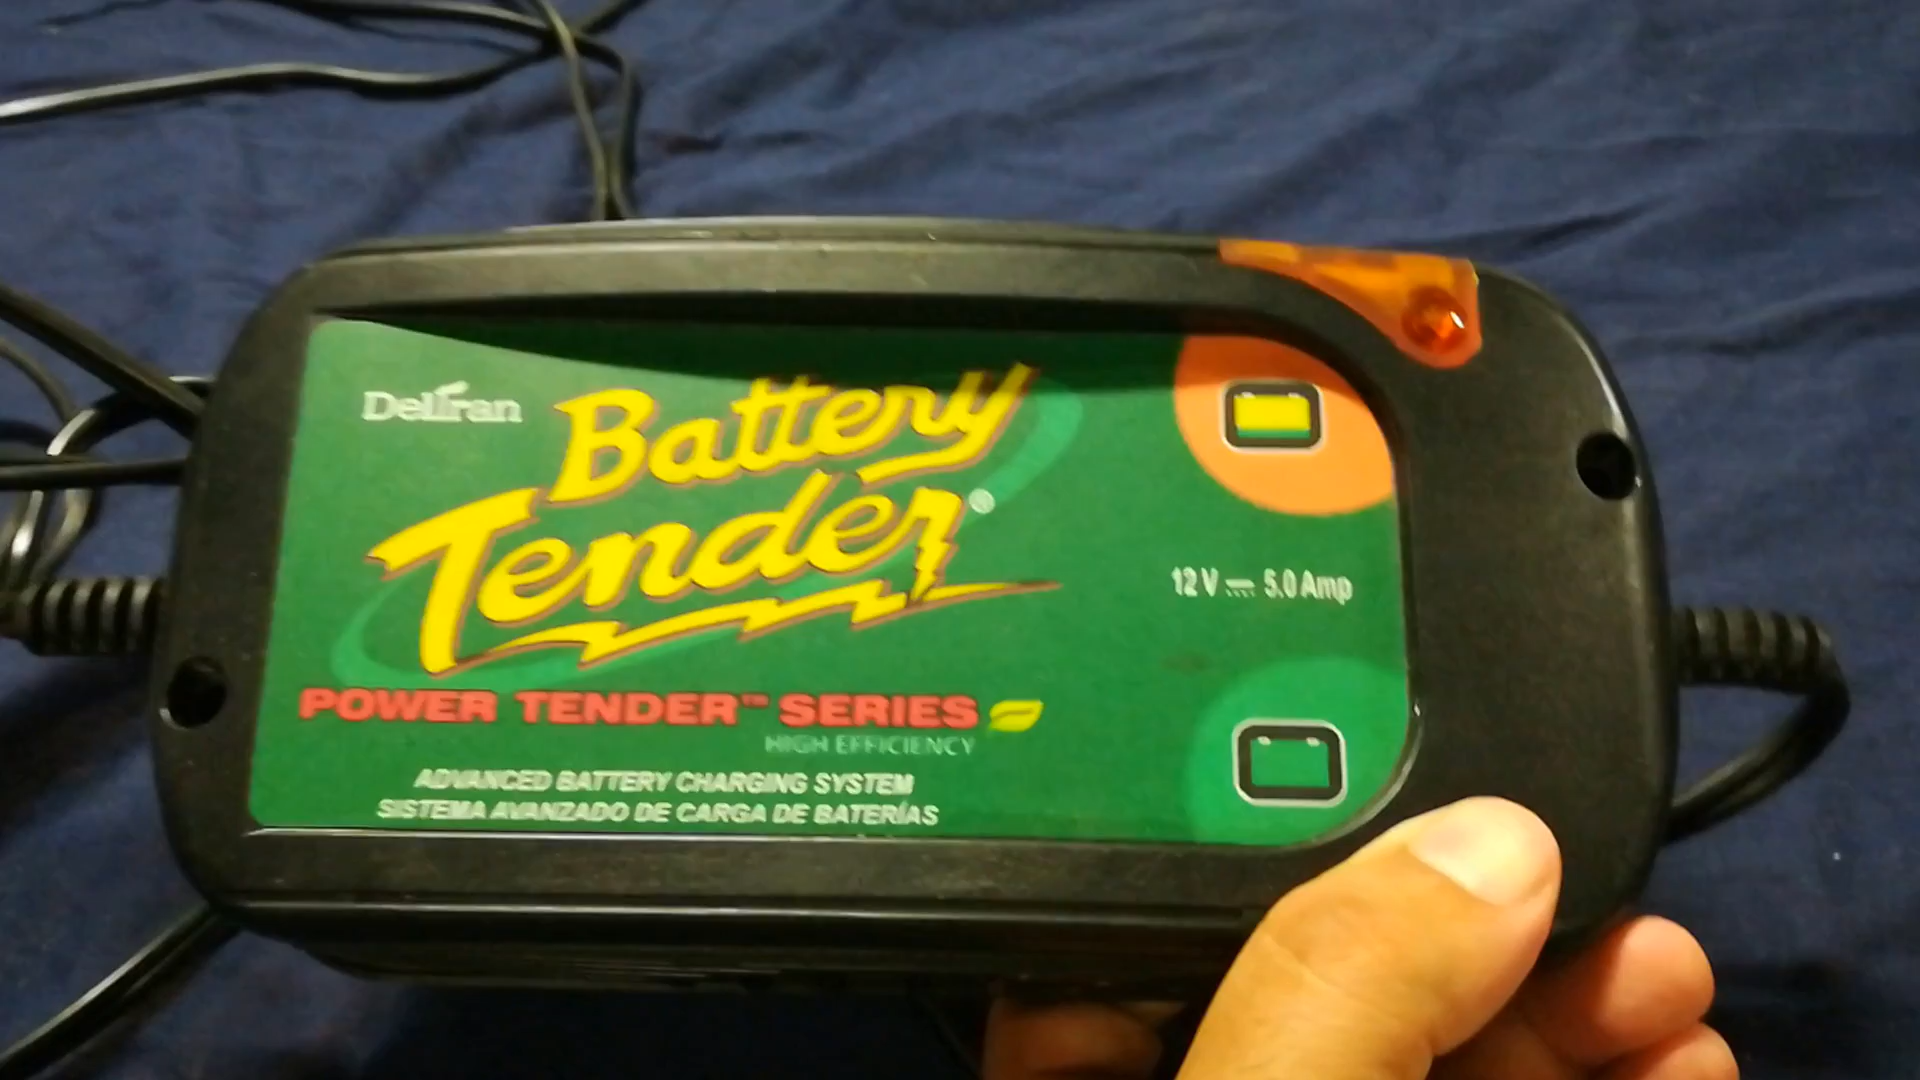 Deltran
Battery
Tender®
POWER TENDER™ SERIES
HIGH EFFICIENCY
ADVANCED BATTERY CHARGING SYSTEM
SISTEMA AVANZADO DE CARGA DE BATERÍAS
12 V ⎓ 5.0 Amp